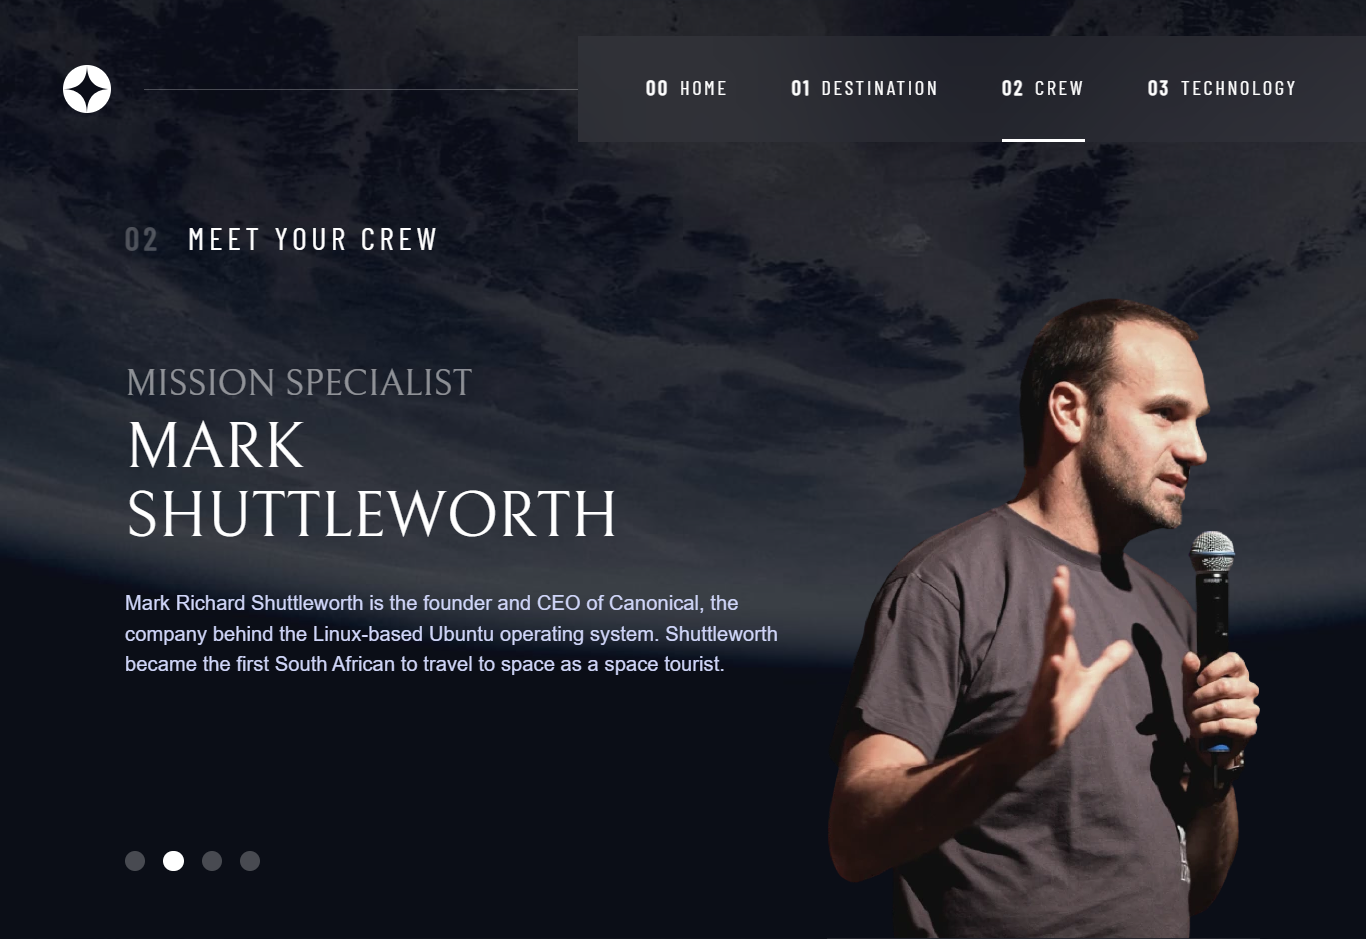 00 HOME 01 DESTINATION 02 CREW 03 TECHNOLOGY
02 MEET YOUR CREW
MISSION SPECIALIST
MARK
SHUTTLEWORTH
Mark Richard Shuttleworth is the founder and CEO of Canonical, the
company behind the Linux-based Ubuntu operating system. Shuttleworth
became the first South African to travel to space as a space tourist.